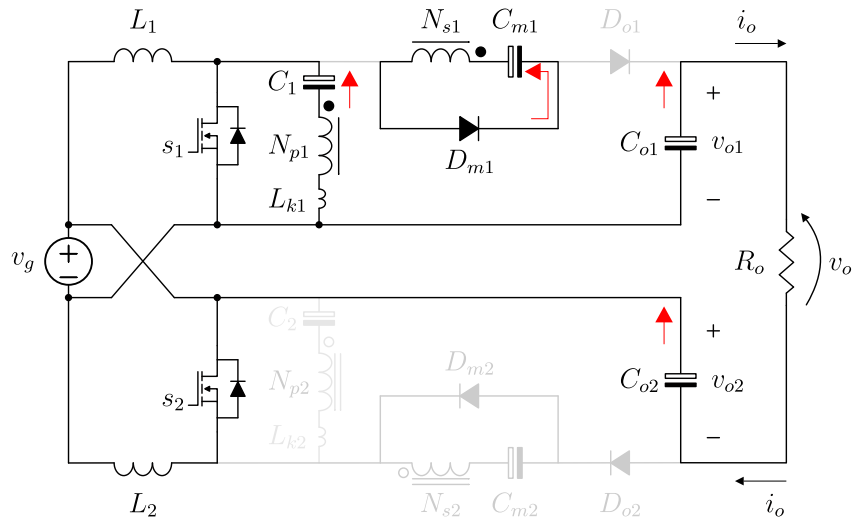 L1 Ns1 Cm1 Do1 io
C1
s1 Np1 Dm1 Co1 + vo1
Lk1 −
vg + − Ro vo
C2 +
s2 Np2 Dm2 Co2 vo2
Lk2 −
L2 Ns2 Cm2 Do2 io